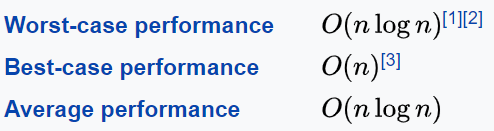 Worst-case performance O(n log n)[1][2]
Best-case performance O(n)[3]
Average performance O(n log n)